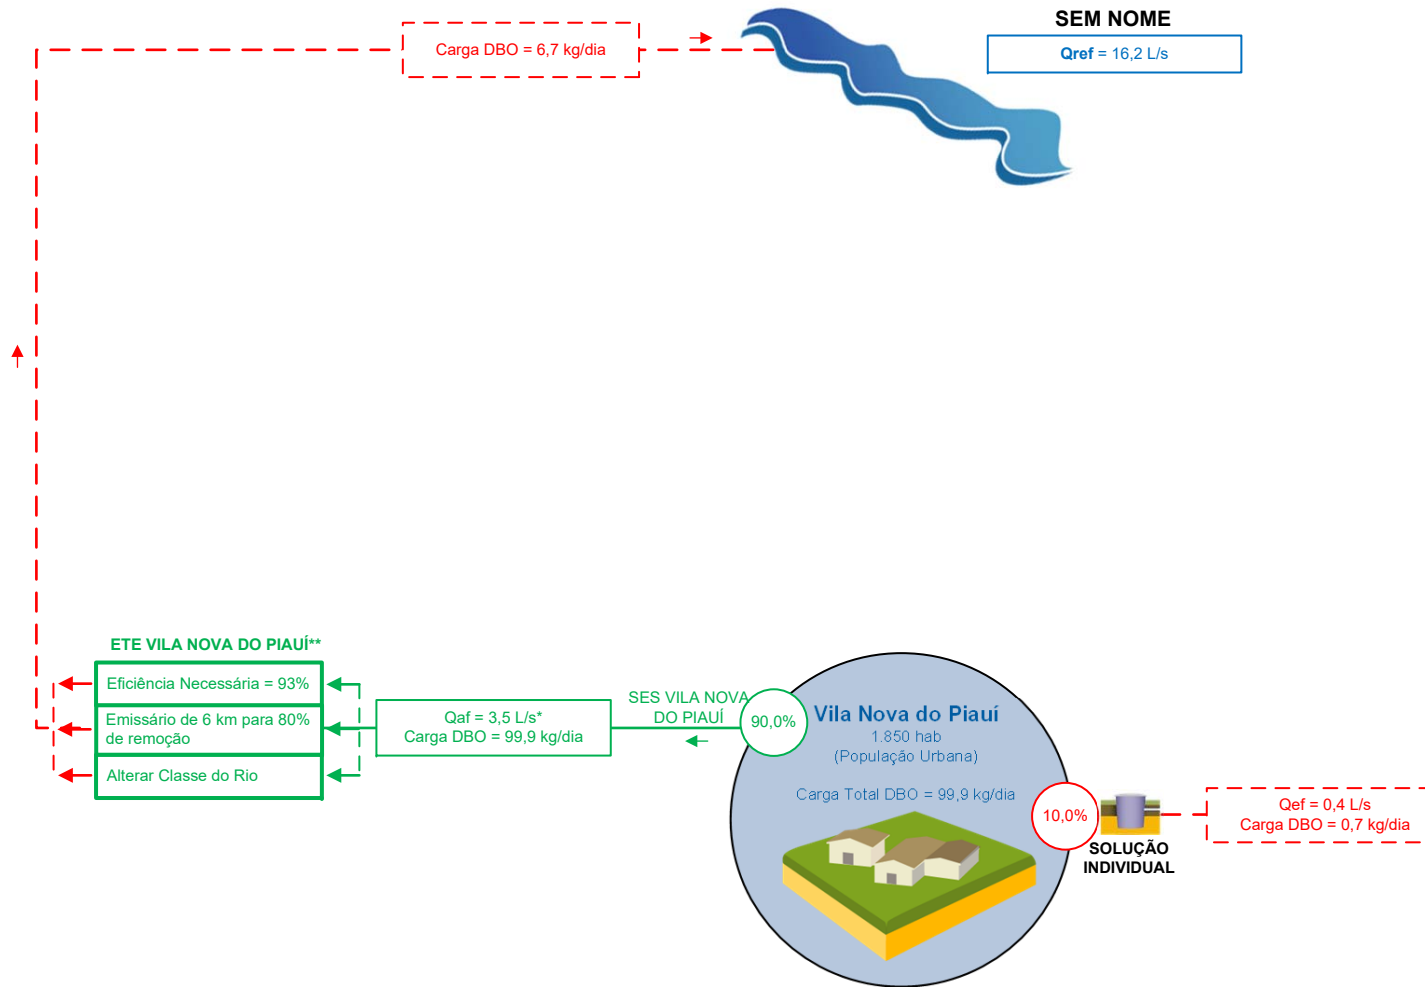 SEM NOME
Carga DBO = 6,7 kg/dia
Qref = 16,2 L/s
ETE VILA NOVA DO PIAUÍ**
Eficiência Necessária = 93%
Emissário de 6 km para 80%
de remoção
Alterar Classe do Rio
Qaf = 3,5 L/s*
Carga DBO = 99,9 kg/dia
SES VILA NOVA
DO PIAUÍ
90,0%
Vila Nova do Piauí
1.850 hab
(População Urbana)
Carga Total DBO = 99,9 kg/dia
10,0%
SOLUÇÃO
INDIVIDUAL
Qef = 0,4 L/s
Carga DBO = 0,7 kg/dia